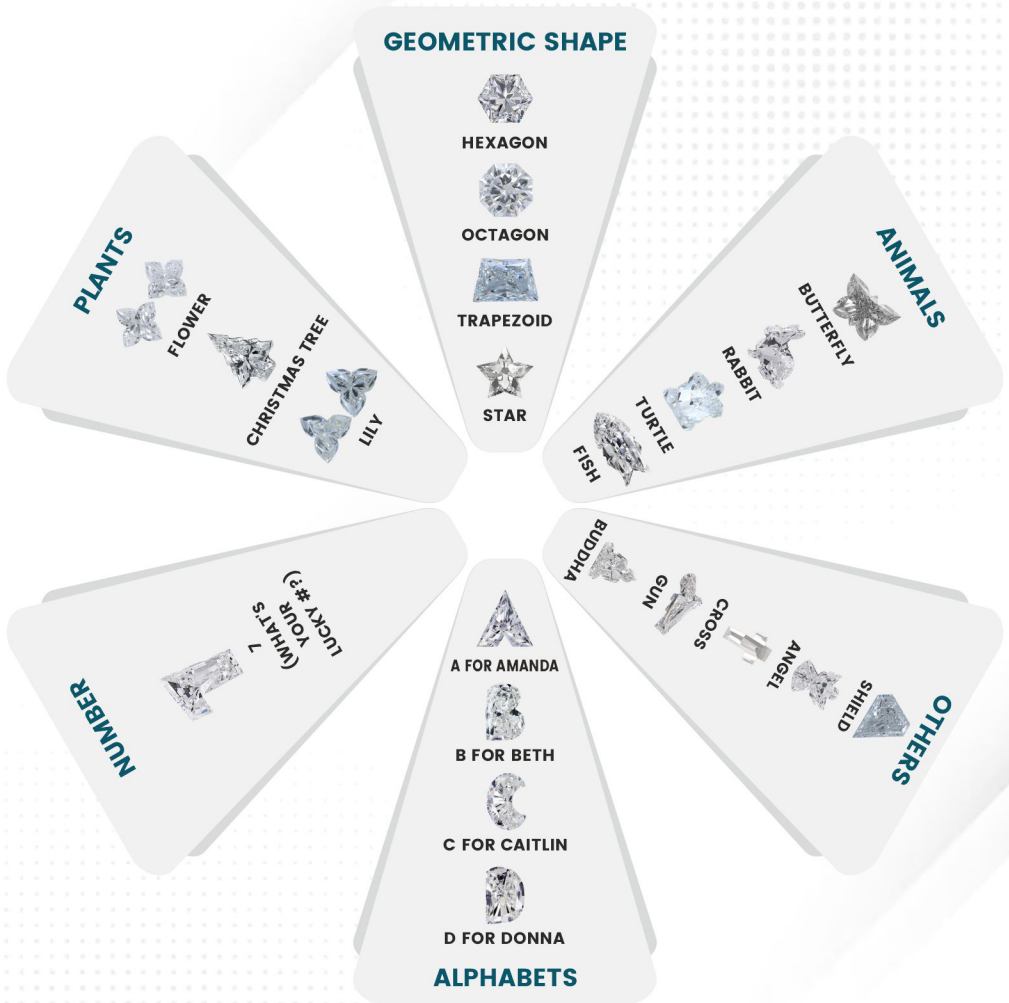 GEOMETRIC SHAPE
HEXAGON
OCTAGON
TRAPEZOID
STAR
ANIMALS
BUTTERFLY
RABBIT
TURTLE
FISH
BUDDHA
GUN
CROSS
ANGEL
SHIELD
OTHERS
A FOR AMANDA
B FOR BETH
C FOR CAITLIN
D FOR DONNA
ALPHABETS
7
(WHAT'S
YOUR
LUCKY #?)
NUMBER
PLANTS
FLOWER
CHRISTMAS TREE
LILY